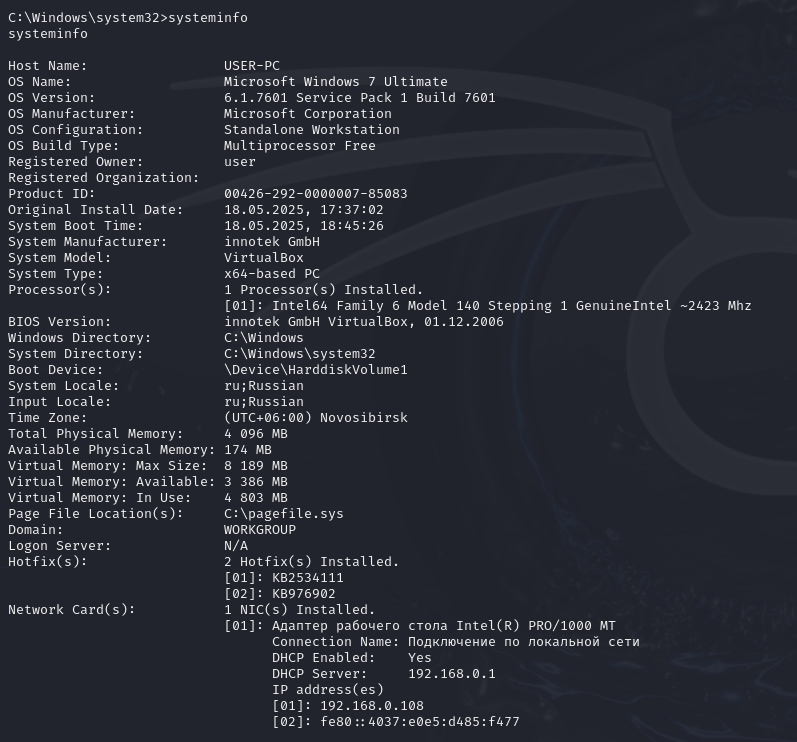 C:\Windows\system32>systeminfo
systeminfo
Host Name: USER-PC
OS Name: Microsoft Windows 7 Ultimate
OS Version: 6.1.7601 Service Pack 1 Build 7601
OS Manufacturer: Microsoft Corporation
OS Configuration: Standalone Workstation
OS Build Type: Multiprocessor Free
Registered Owner: user
Registered Organization:
Product ID: 00426-292-0000007-85083
Original Install Date: 18.05.2025, 17:37:02
System Boot Time: 18.05.2025, 18:45:26
System Manufacturer: innotek GmbH
System Model: VirtualBox
System Type: x64-based PC
Processor(s): 1 Processor(s) Installed.
[01]: Intel64 Family 6 Model 140 Stepping 1 GenuineIntel ~2423 Mhz
BIOS Version: innotek GmbH VirtualBox, 01.12.2006
Windows Directory: C:\Windows
System Directory: C:\Windows\system32
Boot Device: \Device\HarddiskVolume1
System Locale: ru;Russian
Input Locale: ru;Russian
Time Zone: (UTC+06:00) Novosibirsk
Total Physical Memory: 4 096 MB
Available Physical Memory: 174 MB
Virtual Memory: Max Size: 8 189 MB
Virtual Memory: Available: 3 386 MB
Virtual Memory: In Use: 4 803 MB
Page File Location(s): C:\pagefile.sys
Domain: WORKGROUP
Logon Server: N/A
Hotfix(s): 2 Hotfix(s) Installed.
[01]: KB2534111
[02]: KB976902
Network Card(s): 1 NIC(s) Installed.
[01]: Адаптер рабочего стола Intel(R) PRO/1000 MT
Connection Name: Подключение по локальной сети
DHCP Enabled: Yes
DHCP Server: 192.168.0.1
IP address(es)
[01]: 192.168.0.108
[02]: fe80::4037:e0e5:d485:f477